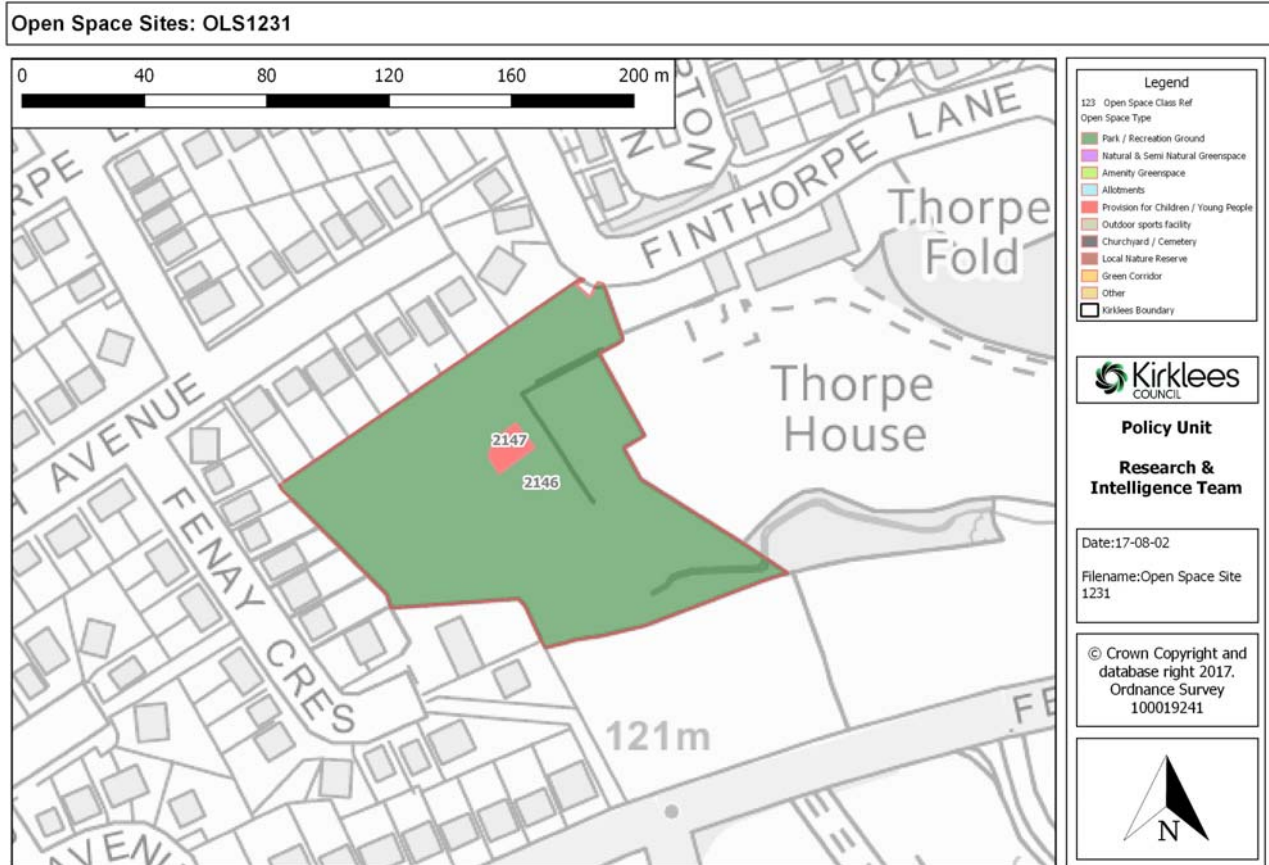 Open Space Sites: OLS1231
0 40 80 120 160 200 m
FINTHORPE LANE
Thorpe
Fold
Thorpe
House
AVENUE
2147
2146
FENAY CRES
121m
AVENUE
Legend
123 Open Space Class Ref
Open Space Type
Park / Recreation Ground
Natural & Semi Natural Greenspace
Amenity Greenspace
Allotments
Provision for Children / Young People
Outdoor sports facility
Churchyard / Cemetery
Local Nature Reserve
Green Corridor
Other
Kirklees Boundary
Kirklees
COUNCIL
Policy Unit
Research &
Intelligence Team
Date:17-08-02
Filename:Open Space Site
1231
© Crown Copyright and
database right 2017.
Ordnance Survey
100019241
N